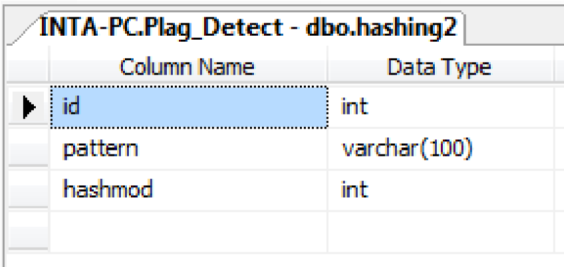 INTA-PC.Plag_Detect - dbo.hashing2
Column Name Data Type
id int
pattern varchar(100)
hashmod int